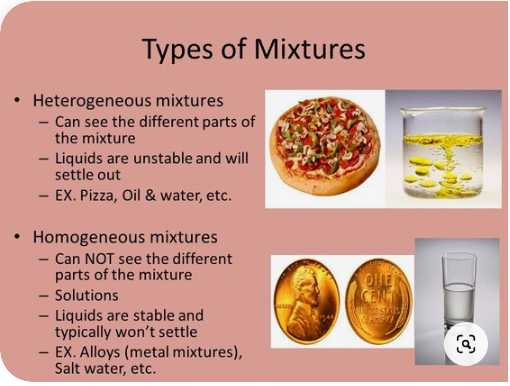 Types of Mixtures
• Heterogeneous mixtures
– Can see the different parts of
the mixture
– Liquids are unstable and will
settle out
– EX. Pizza, Oil & water, etc.
• Homogeneous mixtures
– Can NOT see the different
parts of the mixture
– Solutions
– Liquids are stable and
typically won't settle
– EX. Alloys (metal mixtures),
Salt water, etc.
ONE
CENT